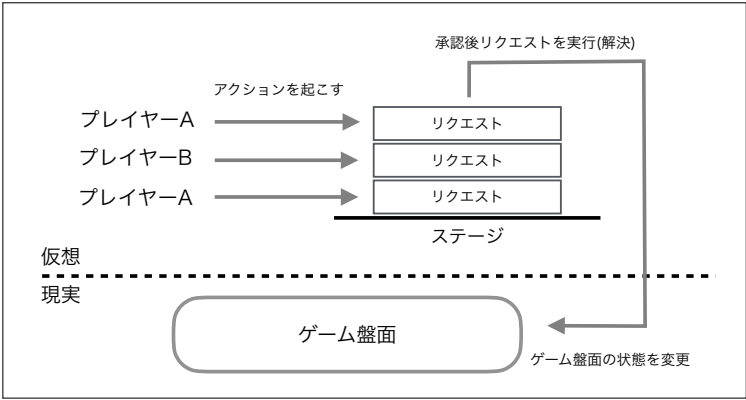 承認後リクエストを実行(解決)
アクションを起こす
プレイヤーA
リクエスト
プレイヤーB
リクエスト
プレイヤーA
リクエスト
ステージ
仮想
現実
ゲーム盤面
ゲーム盤面の状態を変更